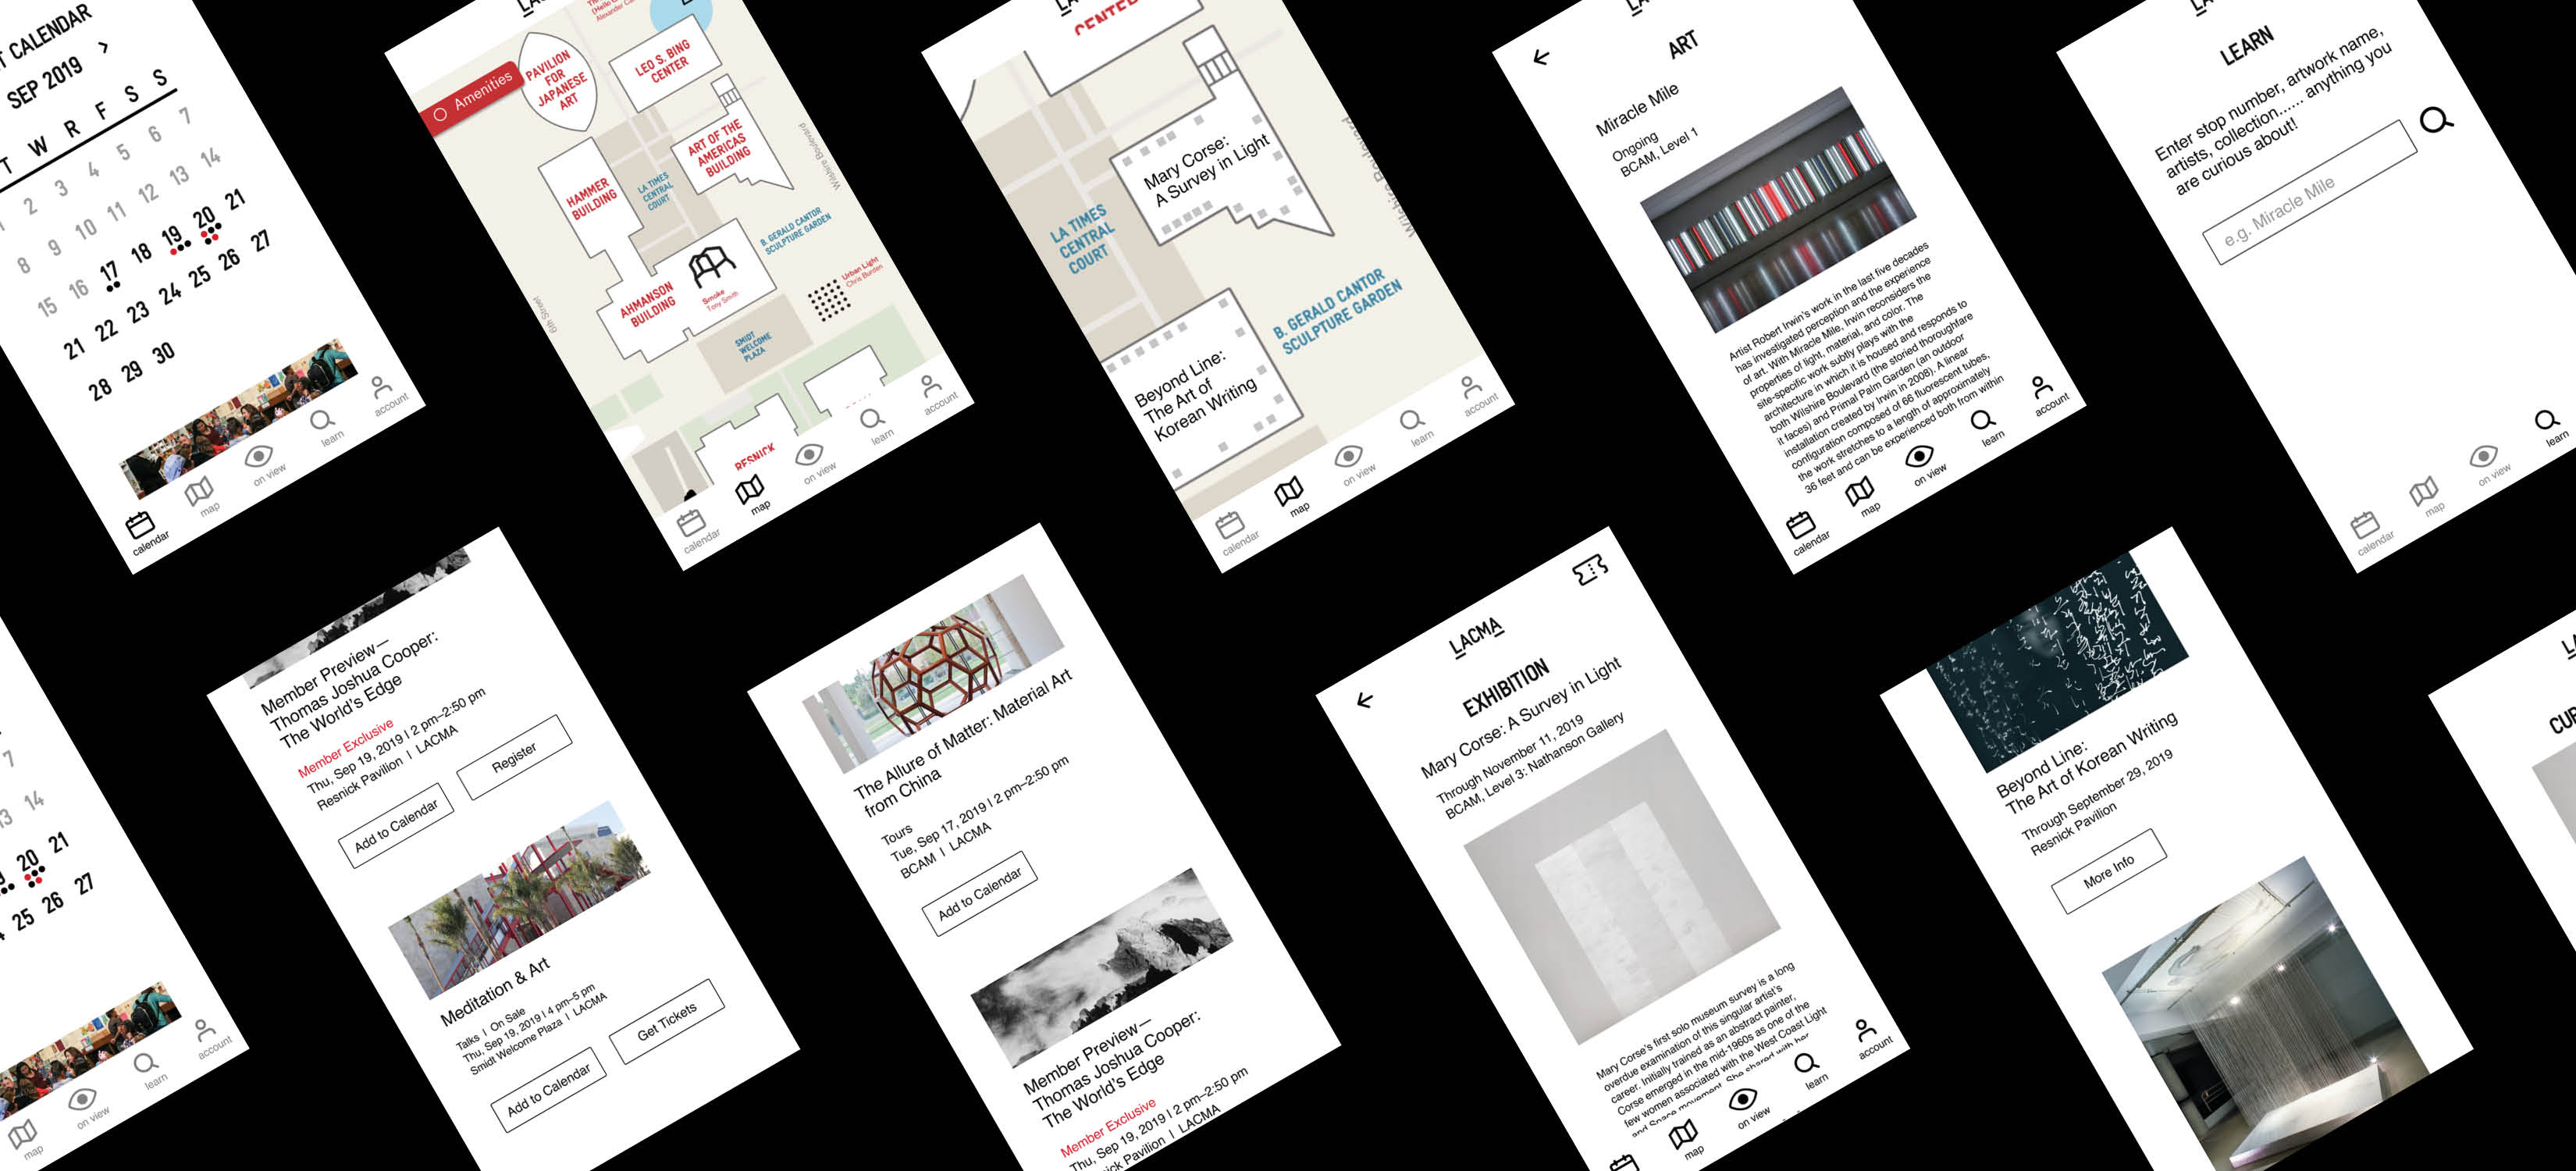 T CALENDAR
SEP 2019 >
T W R F S S
2 3 4 5 6 7
8 9 10 11 12 13 14
15 16 17 18 19 20 21
21 22 23 24 25 26 27
28 29 30
calendar
map
on view
learn
account
Amenities
PAVILION
FOR
JAPANESE
ART
LEO S. BING
CENTER
ART OF THE
AMERICAS
BUILDING
HAMMER
BUILDING
LA TIMES
CENTRAL
COURT
Wilshire Boulevard
B. GERALD CANTOR
SCULPTURE GARDEN
AHMANSON
BUILDING
Smoke
Tony Smith
Urban Light
Chris Burden
6th Street
SMIDT
WELCOME
PLAZA
RESNICK
calendar
map
on view
learn
account
CENTER
Mary Corse:
A Survey in Light
LA TIMES
CENTRAL
COURT
B. GERALD CANTOR
SCULPTURE GARDEN
Beyond Line:
The Art of
Korean Writing
calendar
map
on view
learn
account
ART
Miracle Mile
Ongoing
BCAM, Level 1
Artist Robert Irwin's work in the last five decades
has investigated perception and the experience
of art. With Miracle Mile, Irwin reconsiders the
properties of light, material, and color. The
site-specific work subtly plays with the
architecture in which it is housed and responds to
both Wilshire Boulevard (the storied thoroughfare
it faces) and Primal Palm Garden (an outdoor
installation created by Irwin in 2008). A linear
configuration composed of 66 fluorescent tubes,
the work stretches to a length of approximately
36 feet and can be experienced both from within
calendar
map
on view
learn
account
LEARN
Enter stop number, artwork name,
artists, collection...... anything you
are curious about!
e.g. Miracle Mile
calendar
map
on view
learn
7
13 14
20 21
25 26 27
map
on view
learn
account
Member Preview—
Thomas Joshua Cooper:
The World's Edge
Member Exclusive
Thu, Sep 19, 2019 | 2 pm–2:50 pm
Resnick Pavilion | LACMA
Add to Calendar
Register
Meditation & Art
Talks | On Sale
Thu, Sep 19, 2019 | 4 pm–5 pm
Smidt Welcome Plaza | LACMA
Add to Calendar
Get Tickets
The Allure of Matter: Material Art
from China
Tours
Tue, Sep 17, 2019 | 2 pm–2:50 pm
BCAM | LACMA
Add to Calendar
Member Preview—
Thomas Joshua Cooper:
The World's Edge
Member Exclusive
Thu, Sep 19, 2019 | 2 pm–2:50 pm
ick Pavilion | LACMA
LACMA
EXHIBITION
Mary Corse: A Survey in Light
Through November 11, 2019
BCAM, Level 3: Nathanson Gallery
Mary Corse's first solo museum survey is a long
overdue examination of this singular artist's
career. Initially trained as an abstract painter,
Corse emerged in the mid-1960s as one of the
few women associated with the West Coast Light
and Space movement. She shared with her
map
on view
learn
account
Beyond Line:
The Art of Korean Writing
Through September 29, 2019
Resnick Pavilion
More Info
CUR